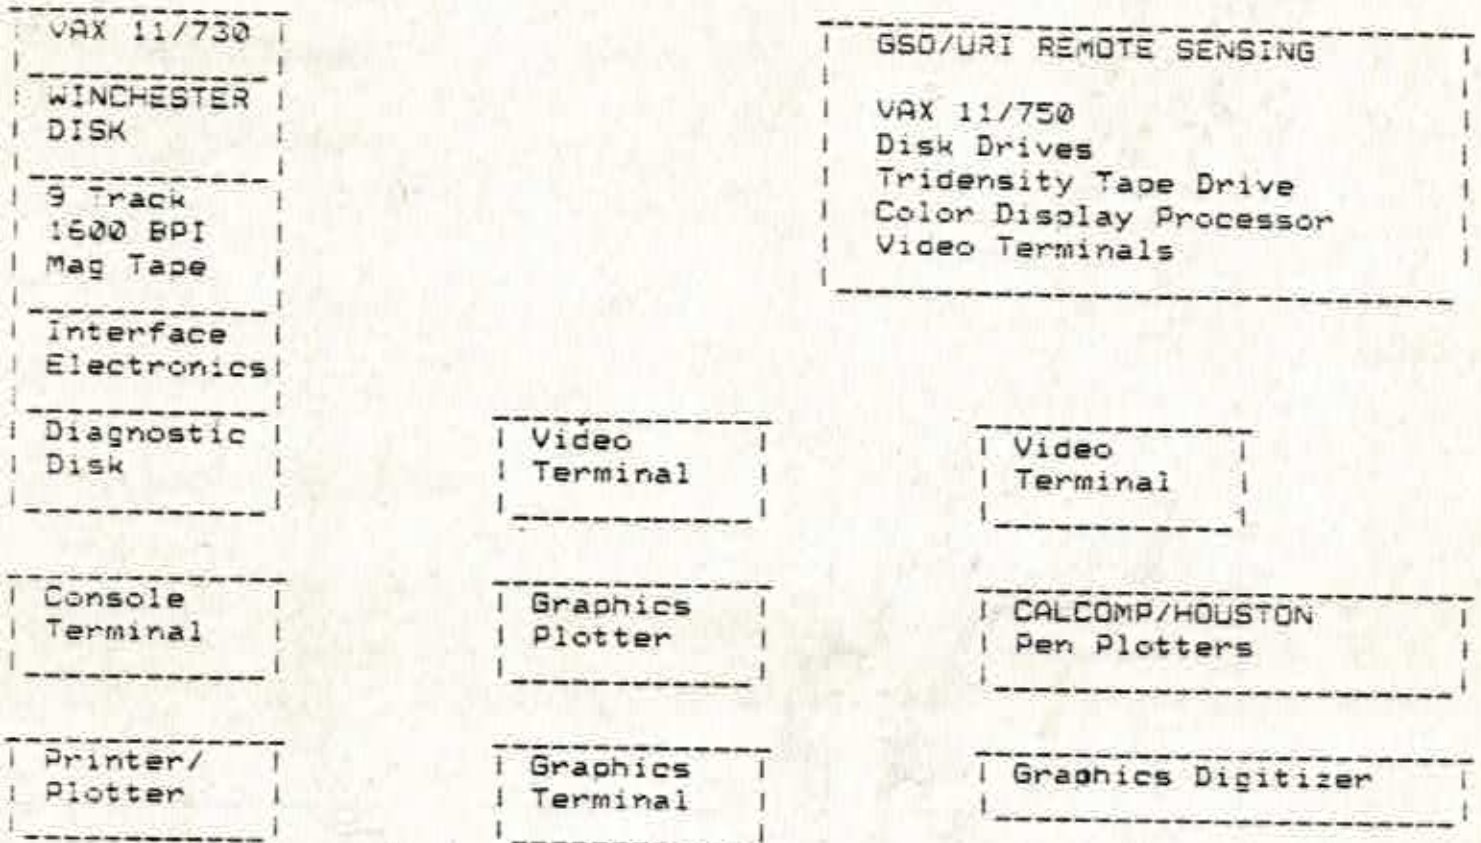 VAX 11/730
WINCHESTER
DISK
9 Track
1600 BPI
Mag Tape
Interface
Electronics
Diagnostic
Disk
GSO/URI REMOTE SENSING
VAX 11/750
Disk Drives
Tridensity Tape Drive
Color Display Processor
Video Terminals
Video
Terminal
Video
Terminal
Console
Terminal
Graphics
Plotter
CALCOMP/HOUSTON
Pen Plotters
Printer/
Plotter
Graphics
Terminal
Graphics Digitizer